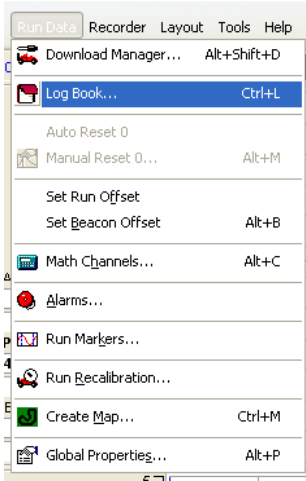 Run Data Recorder Layout Tools Help
Download Manager... Alt+Shift+D
Log Book... Ctrl+L
Auto Reset 0
Manual Reset 0... Alt+M
Set Run Offset
Set Beacon Offset Alt+B
Math Channels... Alt+C
Alarms...
Run Markers...
Run Recalibration...
Create Map... Ctrl+M
Global Properties... Alt+P